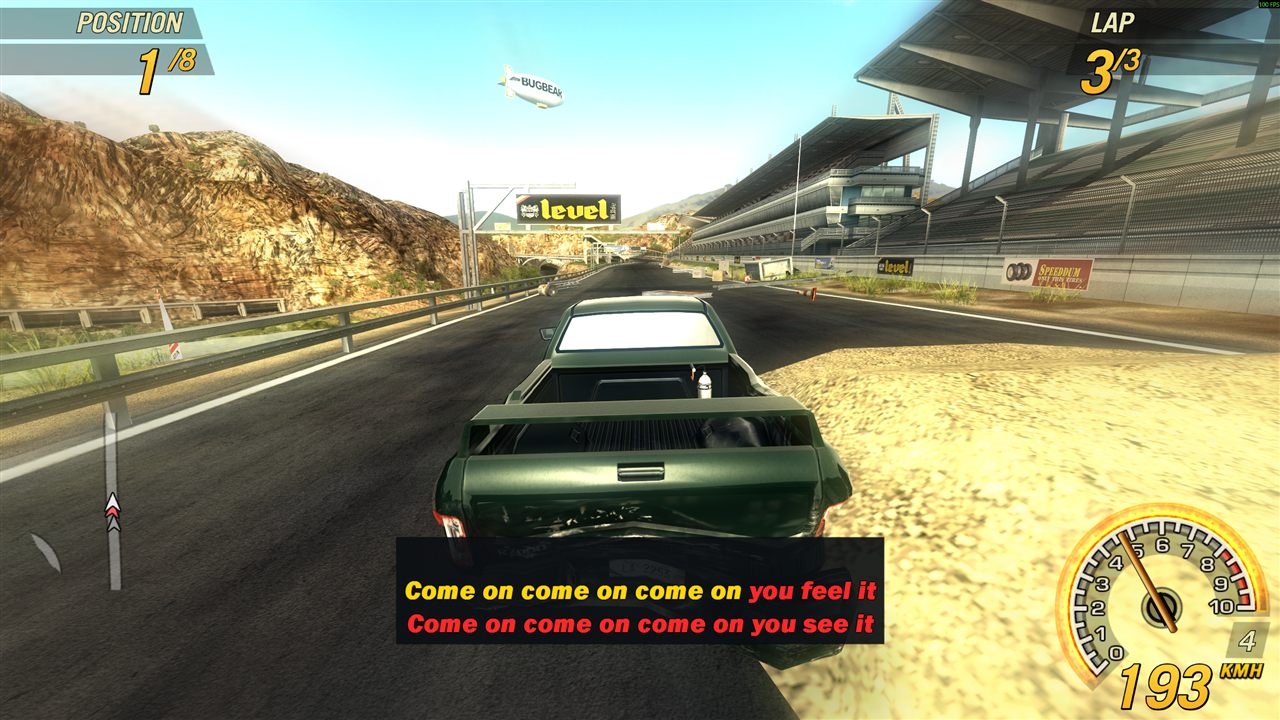 100 FPS
POSITION
1/8
LAP
3/3
BUGBEAR
level
level
SPEEDDUM
Come on come on come on you feel it
Come on come on come on you see it
0 1 2 3 4 5 6 7 8 9 10
4
193 KMH